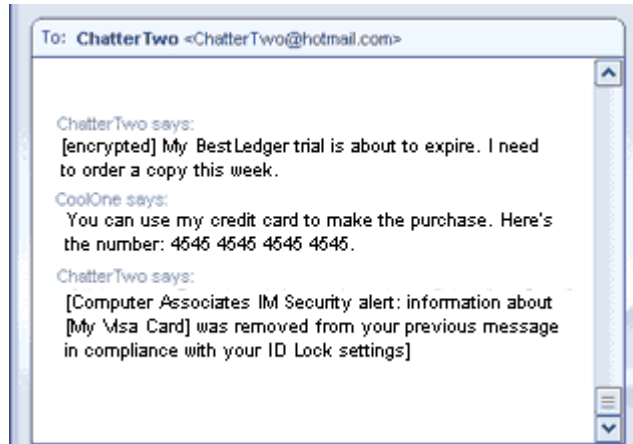 To: ChatterTwo <ChatterTwo@hotmail.com>
ChatterTwo says:
[encrypted] My BestLedger trial is about to expire. I need
to order a copy this week.
CoolOne says:
You can use my credit card to make the purchase. Here's
the number: 4545 4545 4545 4545.
ChatterTwo says:
[Computer Associates IM Security alert: information about
[My Visa Card] was removed from your previous message
in compliance with your ID Lock settings]